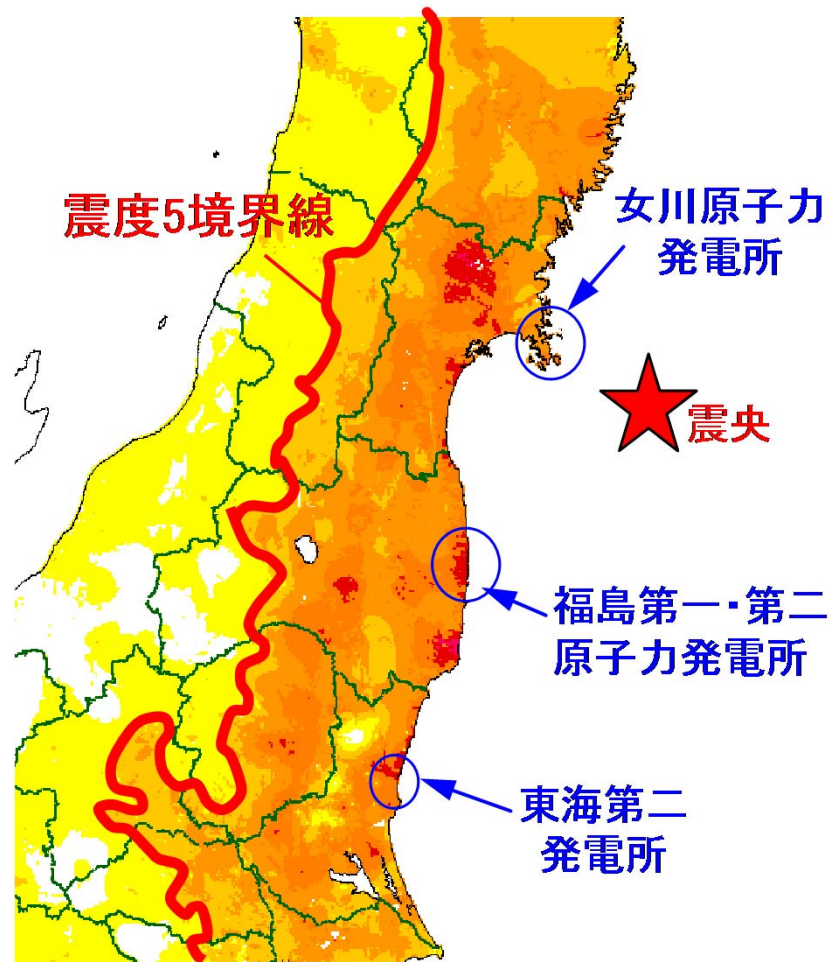 震度5境界線
女川原子力
発電所
震央
福島第一・第二
原子力発電所
東海第二
発電所